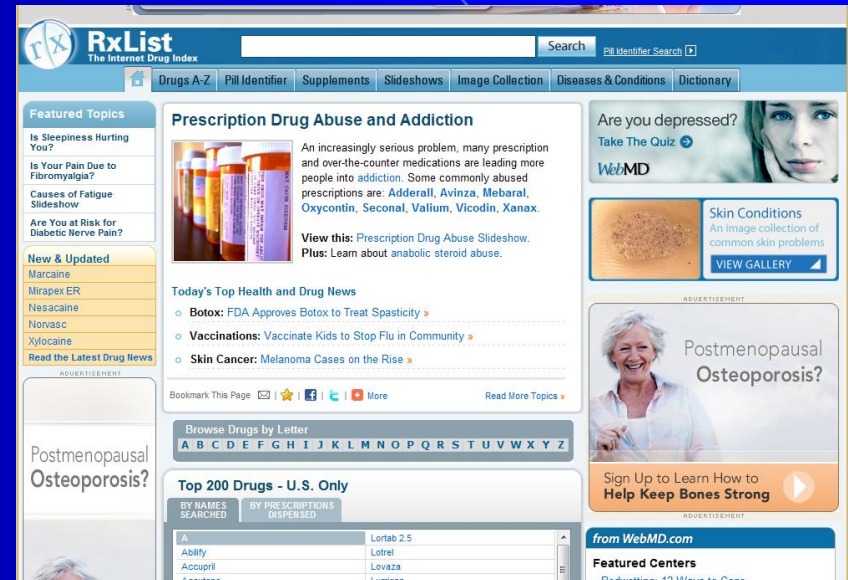 rx
RxList
The Internet Drug Index
Search
Pill Identifier Search
Drugs A-Z
Pill Identifier
Supplements
Slideshows
Image Collection
Diseases & Conditions
Dictionary
Featured Topics
Is Sleepiness Hurting
You?
Is Your Pain Due to
Fibromyalgia?
Causes of Fatigue
Slideshow
Are You at Risk for
Diabetic Nerve Pain?
New & Updated
Marcaine
Mirapex ER
Nesacaine
Norvasc
Xylocaine
Read the Latest Drug News
ADVERTISEMENT
Postmenopausal
Osteoporosis?
Prescription Drug Abuse and Addiction
An increasingly serious problem, many prescription
and over-the-counter medications are leading more
people into addiction. Some commonly abused
prescriptions are: Adderall, Avinza, Mebaral,
Oxycontin, Seconal, Valium, Vicodin, Xanax.
View this: Prescription Drug Abuse Slideshow.
Plus: Learn about anabolic steroid abuse.
Today's Top Health and Drug News
Botox: FDA Approves Botox to Treat Spasticity »
Vaccinations: Vaccinate Kids to Stop Flu in Community »
Skin Cancer: Melanoma Cases on the Rise »
Bookmark This Page | | | | More
Read More Topics »
Browse Drugs by Letter
A B C D E F G H I J K L M N O P Q R S T U V W X Y Z
Top 200 Drugs - U.S. Only
BY NAMES
SEARCHED
BY PRESCRIPTIONS
DISPENSED
A
Abilify
Accupril
Lortab 2.5
Lotrel
Lovaza
Are you depressed?
Take The Quiz
WebMD
Skin Conditions
An image collection of
common skin problems
VIEW GALLERY
ADVERTISEMENT
Postmenopausal
Osteoporosis?
Sign Up to Learn How to
Help Keep Bones Strong
ADVERTISEMENT
from WebMD.com
Featured Centers